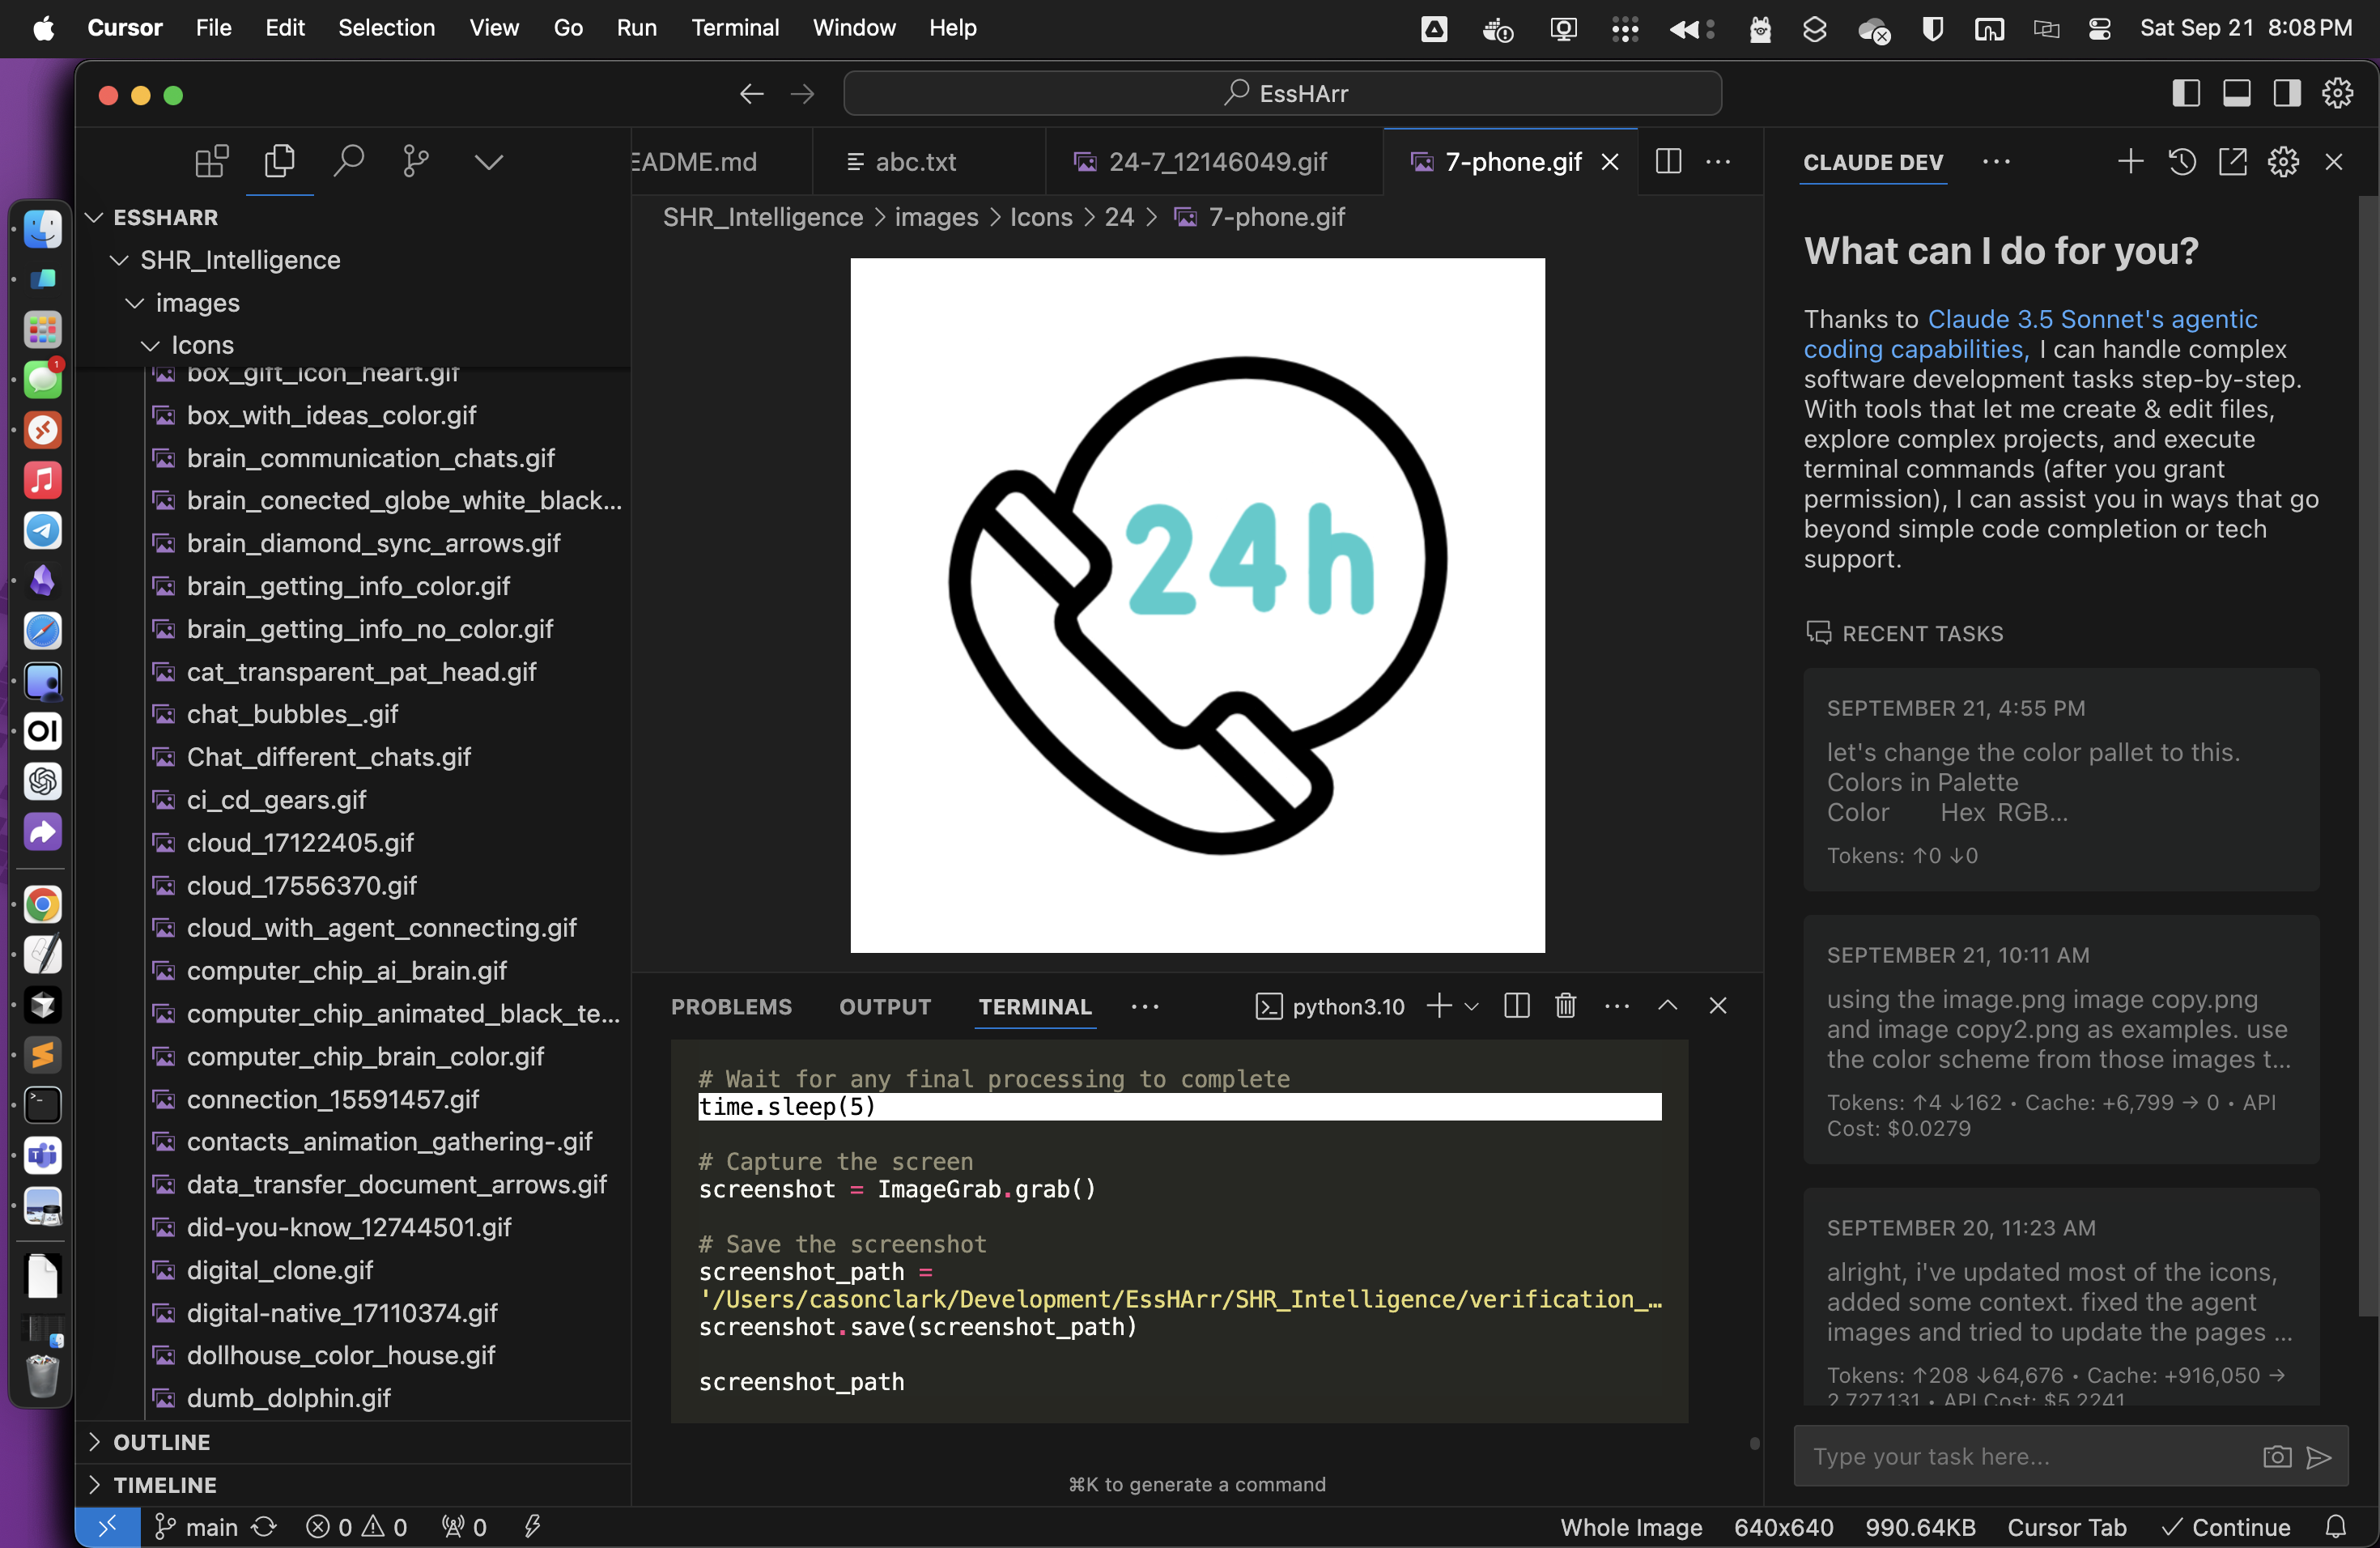 Cursor File Edit Selection View Go Run Terminal Window Help Sat Sep 21 8:08 PM
EssHArr
EADME.md abc.txt 24-7_12146049.gif 7-phone.gif
SHR_Intelligence > images > Icons > 24 > 7-phone.gif
ESSHARR
SHR_Intelligence
images
Icons
box_gift_icon_heart.gif
box_with_ideas_color.gif
brain_communication_chats.gif
brain_conected_globe_white_black...
brain_diamond_sync_arrows.gif
brain_getting_info_color.gif
brain_getting_info_no_color.gif
cat_transparent_pat_head.gif
chat_bubbles_.gif
Chat_different_chats.gif
ci_cd_gears.gif
cloud_17122405.gif
cloud_17556370.gif
cloud_with_agent_connecting.gif
computer_chip_ai_brain.gif
computer_chip_animated_black_te...
computer_chip_brain_color.gif
connection_15591457.gif
contacts_animation_gathering-.gif
data_transfer_document_arrows.gif
did-you-know_12744501.gif
digital_clone.gif
digital-native_17110374.gif
dollhouse_color_house.gif
dumb_dolphin.gif
OUTLINE
TIMELINE
1
OI
24h
PROBLEMS OUTPUT TERMINAL ... python3.10
# Wait for any final processing to complete
time.sleep(5)
# Capture the screen
screenshot = ImageGrab.grab()
# Save the screenshot
screenshot_path =
'/Users/casonclark/Development/EssHArr/SHR_Intelligence/verification_…
screenshot.save(screenshot_path)
screenshot_path
⌘K to generate a command
CLAUDE DEV
What can I do for you?
Thanks to Claude 3.5 Sonnet's agentic
coding capabilities, I can handle complex
software development tasks step-by-step.
With tools that let me create & edit files,
explore complex projects, and execute
terminal commands (after you grant
permission), I can assist you in ways that go
beyond simple code completion or tech
support.
RECENT TASKS
SEPTEMBER 21, 4:55 PM
let's change the color pallet to this.
Colors in Palette
Color Hex RGB...
Tokens: ↑0 ↓0
SEPTEMBER 21, 10:11 AM
using the image.png image copy.png
and image copy2.png as examples. use
the color scheme from those images t...
Tokens: ↑4 ↓162 • Cache: +6,799 → 0 • API
Cost: $0.0279
SEPTEMBER 20, 11:23 AM
alright, i've updated most of the icons,
added some context. fixed the agent
images and tried to update the pages ...
Tokens: ↑208 ↓64,676 • Cache: +916,050 →
2,727,131 • API Cost: $5.2241
Type your task here...
main 0 0 0 Whole Image 640x640 990.64KB Cursor Tab ✓ Continue